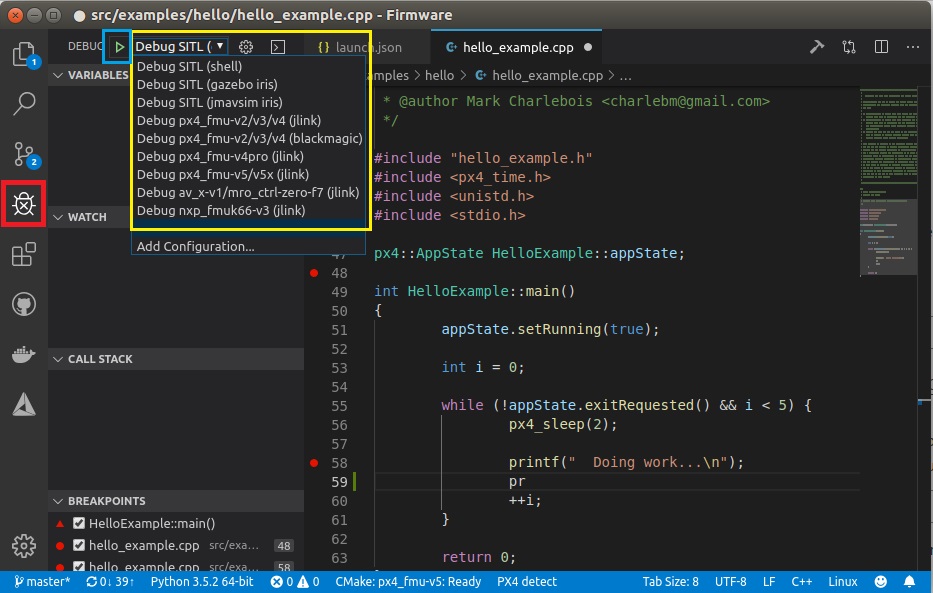 src/examples/hello/hello_example.cpp - Firmware
DEBUG
Debug SITL (
launch.json
hello_example.cpp
amples > hello > hello_example.cpp > ...
1
2
VARIABLES
Debug SITL (shell)
Debug SITL (gazebo iris)
Debug SITL (jmavsim iris)
Debug px4_fmu-v2/v3/v4 (jlink)
Debug px4_fmu-v2/v3/v4 (blackmagic)
Debug px4_fmu-v4pro (jlink)
Debug px4_fmu-v5/v5x (jlink)
Debug av_x-v1/mro_ctrl-zero-f7 (jlink)
Debug nxp_fmuk66-v3 (jlink)
Add Configuration...
WATCH
CALL STACK
BREAKPOINTS
HelloExample::main()
hello_example.cpp src/exa... 48
hello_example.cpp src/exa... 58
* @author Mark Charlebois <charlebm@gmail.com>
*/
#include "hello_example.h"
#include <px4_time.h>
#include <unistd.h>
#include <stdio.h>
47 px4::AppState HelloExample::appState;
48
49 int HelloExample::main()
50 {
51 appState.setRunning(true);
52
53 int i = 0;
54
55 while (!appState.exitRequested() && i < 5) {
56 px4_sleep(2);
57
58 printf("  Doing work...\n");
59 pr
60 ++i;
61 }
62
63 return 0;
master* 0↓ 39↑ Python 3.5.2 64-bit 0 0 CMake: px4_fmu-v5: Ready PX4 detect Tab Size: 8 UTF-8 LF C++ Linux